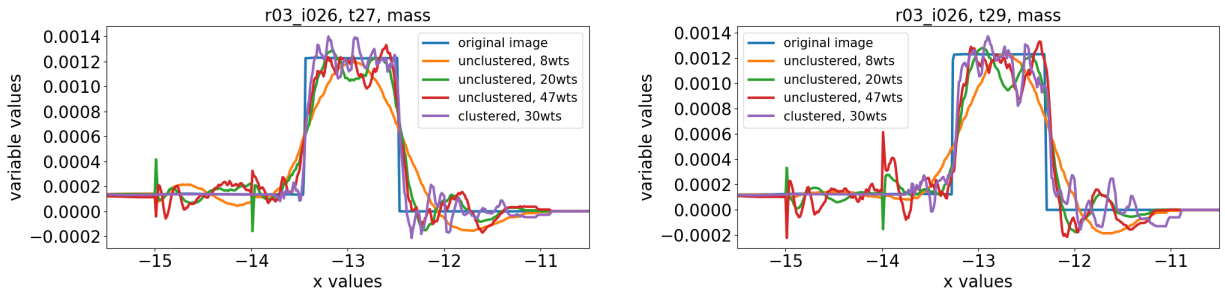 r03_i026, t27, mass
variable values
0.0014
0.0012
0.0010
0.0008
0.0006
0.0004
0.0002
0.0000
−0.0002
original image
unclustered, 8wts
unclustered, 20wts
unclustered, 47wts
clustered, 30wts
−15 −14 −13 −12 −11
x values
r03_i026, t29, mass
variable values
0.0014
0.0012
0.0010
0.0008
0.0006
0.0004
0.0002
0.0000
−0.0002
original image
unclustered, 8wts
unclustered, 20wts
unclustered, 47wts
clustered, 30wts
−15 −14 −13 −12 −11
x values